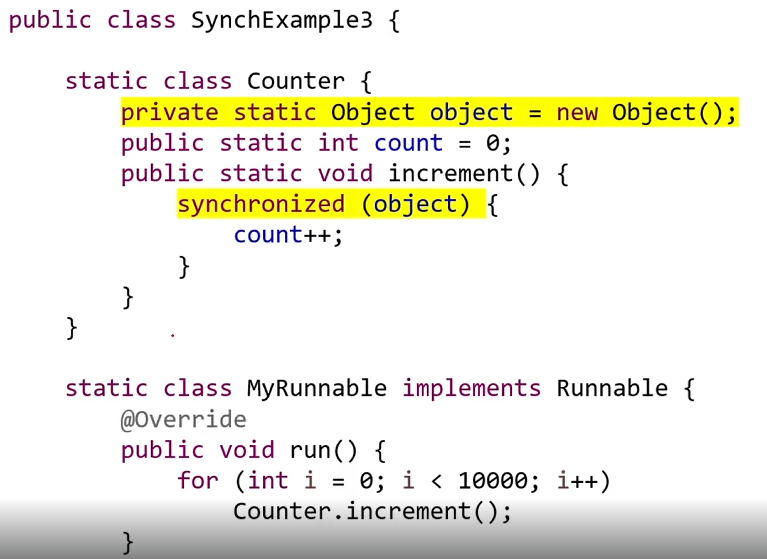 public class SynchExample3 {
static class Counter {
private static Object object = new Object();
public static int count = 0;
public static void increment() {
synchronized (object) {
count++;
}
}
}
static class MyRunnable implements Runnable {
@Override
public void run() {
for (int i = 0; i < 10000; i++)
Counter.increment();
}